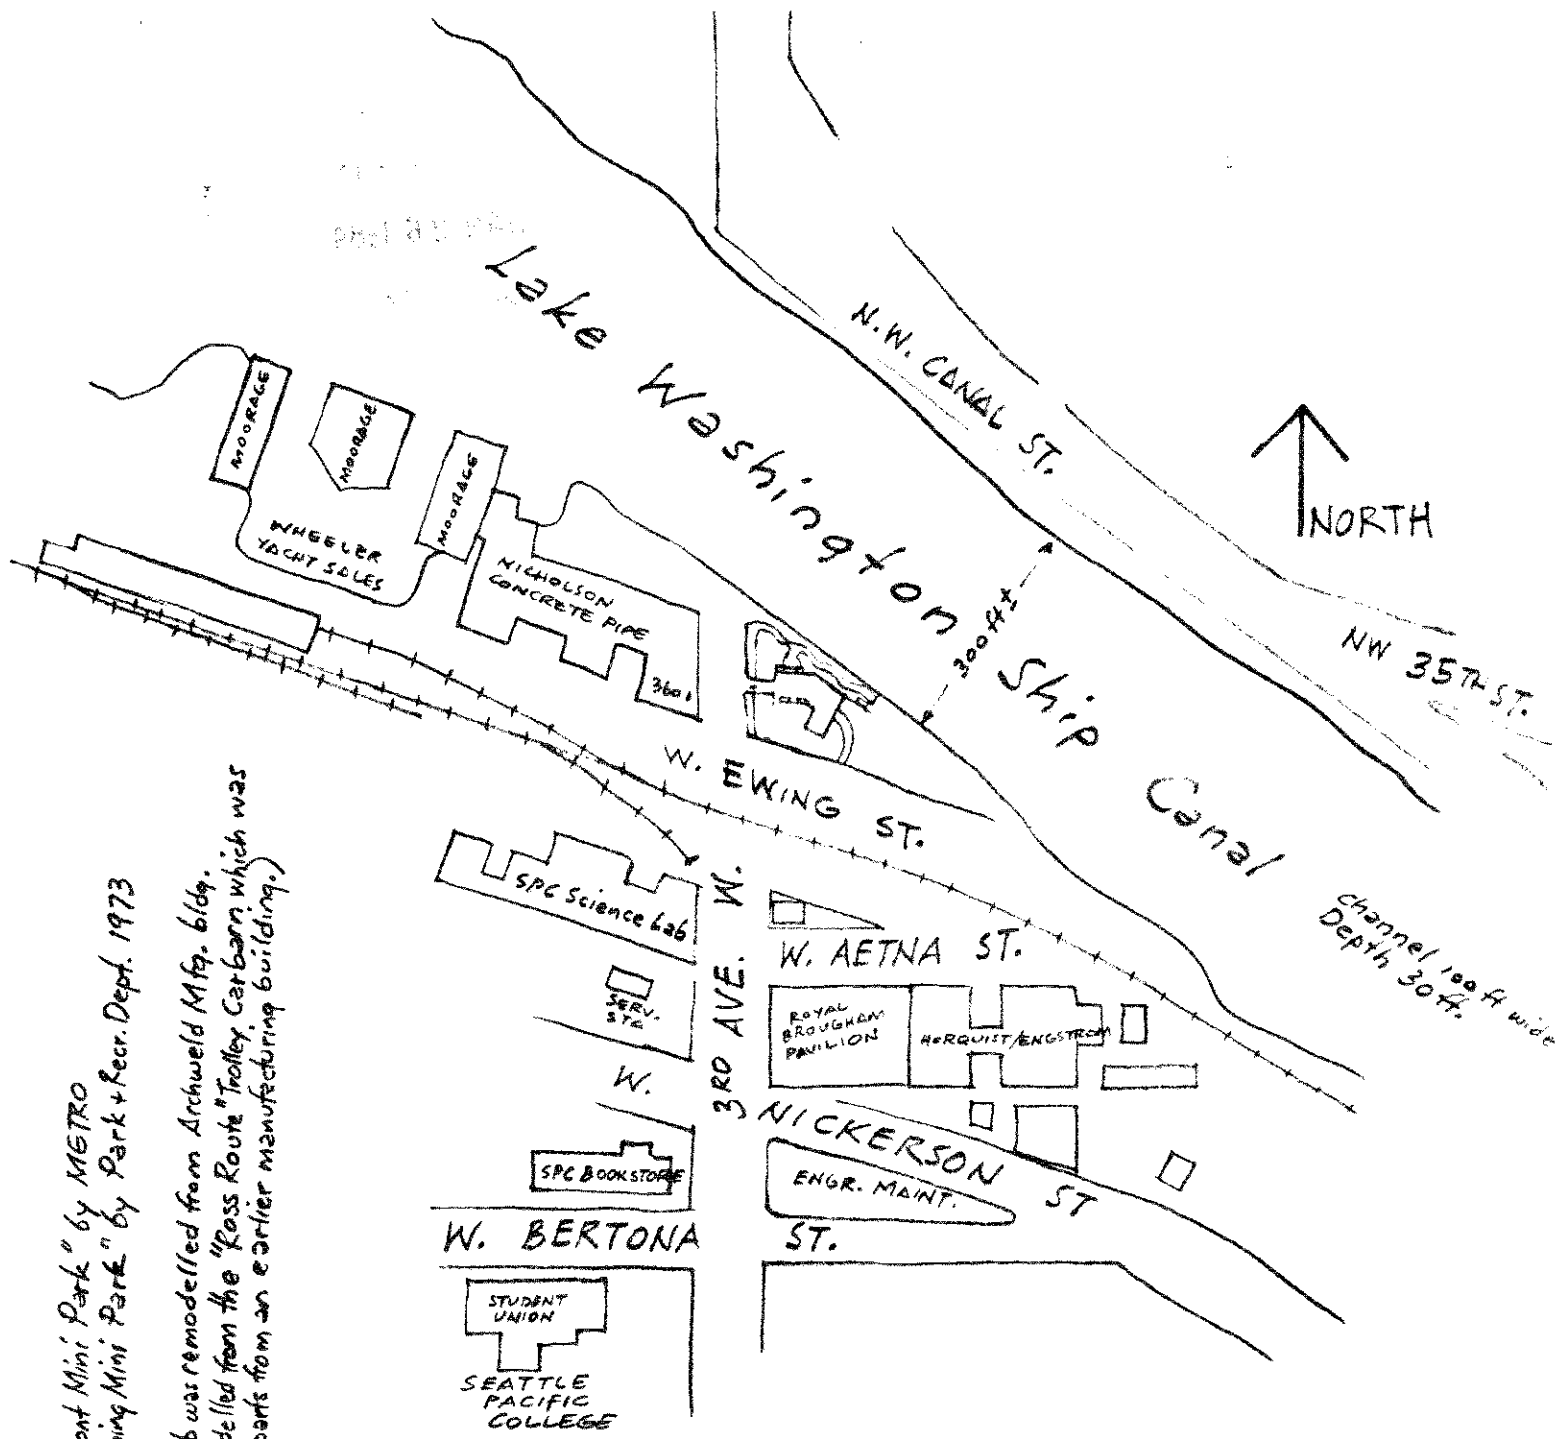 Lake Washington Ship Canal
N.W. CANAL ST.
NORTH
NW 35TH ST.
300 ft ±
channel 100 ft wide
Depth 30 ft.
MOORAGE
MOORAGE
MOORAGE
WHEELER
YACHT SALES
NICHOLSON
CONCRETE PIPE
3601
W. EWING ST.
SPC Science Lab
3RD AVE. W.
W. AETNA ST.
SERV.
STA
ROYAL
BROUGHAM
PAVILION
HORQUIST/ENGSTROM
W. NICKERSON ST
SPC BOOKSTORE
ENGR. MAINT.
W. BERTONA ST.
STUDENT
UNION
SEATTLE
PACIFIC
COLLEGE
Mini Park" by METRO
Mini Park" by Park + Recr. Dept. 1973
was remodelled from Archweld Mfg. bldg.
from the "Ross Route" Trolley Carbarn which was
parts from an earlier manufacturing building.)